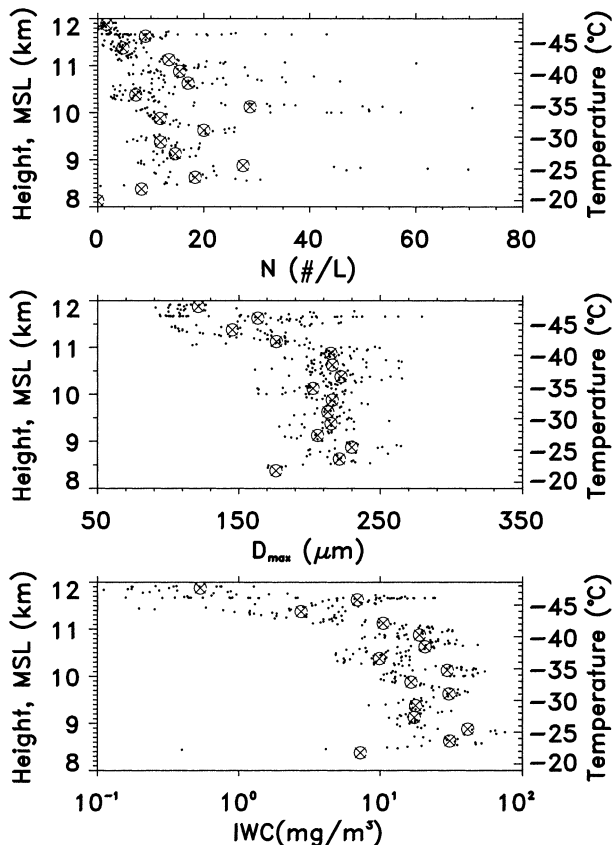 12
11
10
9
8
Height, MSL (km)
-45
-40
-35
-30
-25
-20
Temperature (°C)
0 20 40 60 80
N (#/L)
12
11
10
9
8
Height, MSL (km)
-45
-40
-35
-30
-25
-20
Temperature (°C)
50 150 250 350
Dmax (μm)
12
11
10
9
8
Height, MSL (km)
-45
-40
-35
-30
-25
-20
Temperature (°C)
10⁻¹ 10⁰ 10¹ 10²
IWC(mg/m³)